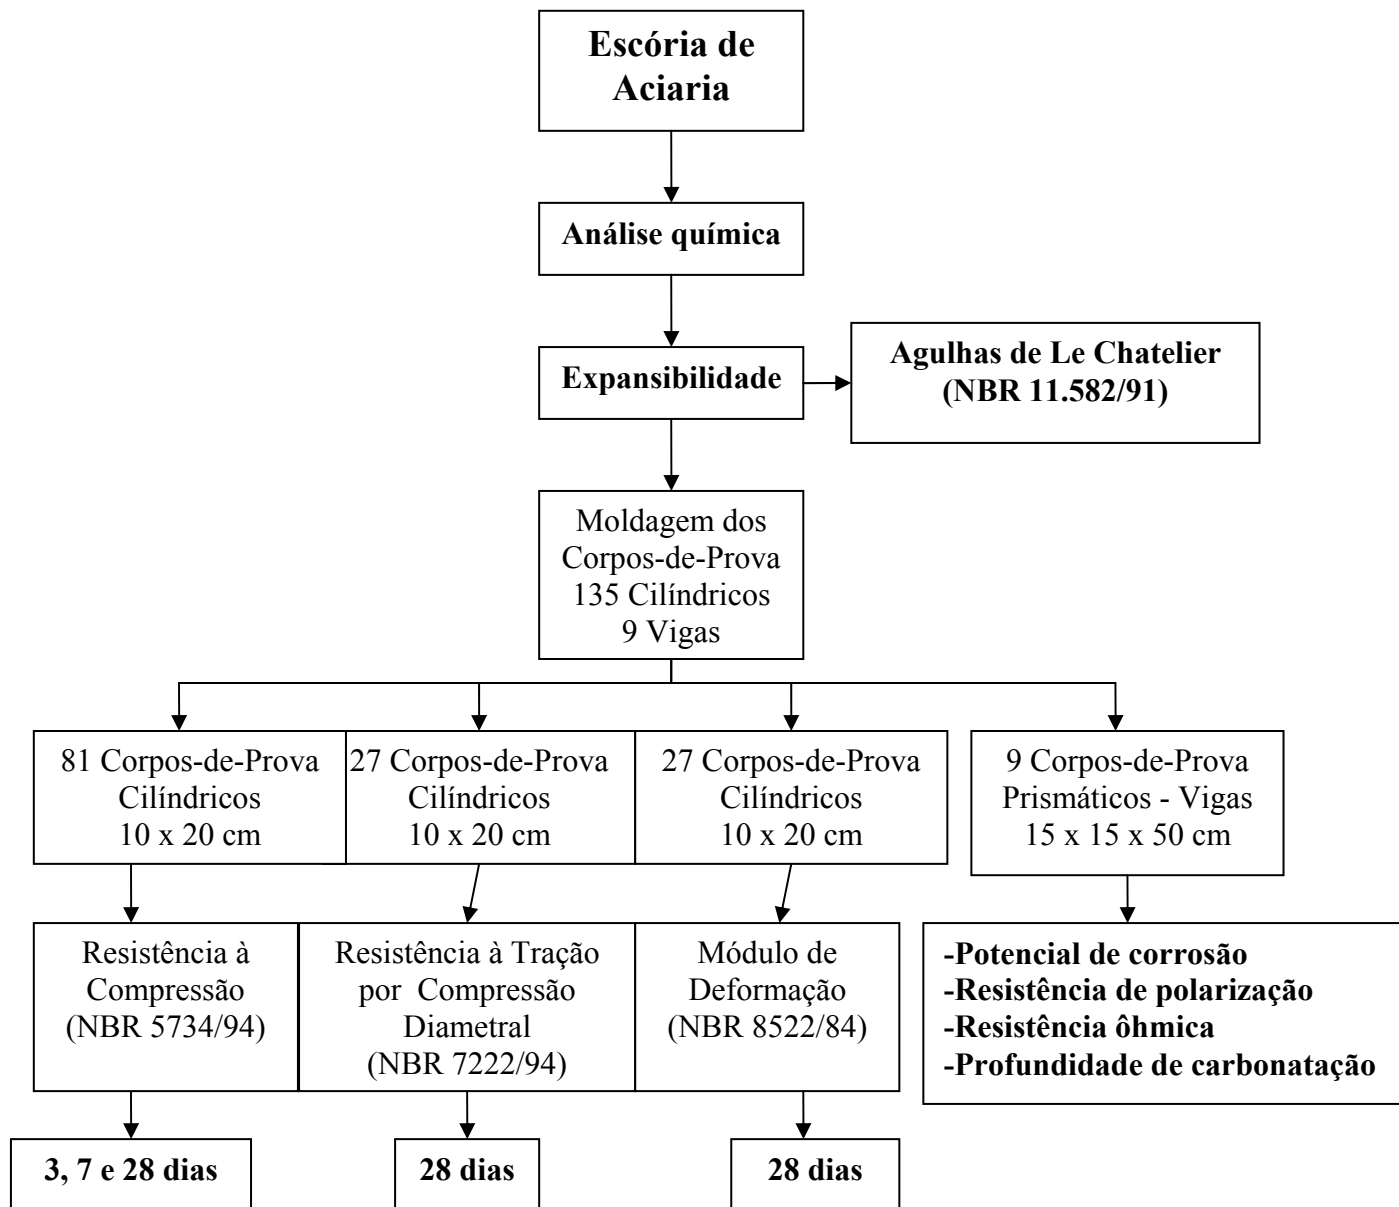 Escória de
Aciaria
Análise química
Expansibilidade
Agulhas de Le Chatelier
(NBR 11.582/91)
Moldagem dos
Corpos-de-Prova
135 Cilíndricos
9 Vigas
81 Corpos-de-Prova
Cilíndricos
10 x 20 cm
27 Corpos-de-Prova
Cilíndricos
10 x 20 cm
27 Corpos-de-Prova
Cilíndricos
10 x 20 cm
9 Corpos-de-Prova
Prismáticos - Vigas
15 x 15 x 50 cm
Resistência à
Compressão
(NBR 5734/94)
Resistência à Tração
por Compressão
Diametral
(NBR 7222/94)
Módulo de
Deformação
(NBR 8522/84)
-Potencial de corrosão
-Resistência de polarização
-Resistência ôhmica
-Profundidade de carbonatação
3, 7 e 28 dias
28 dias
28 dias